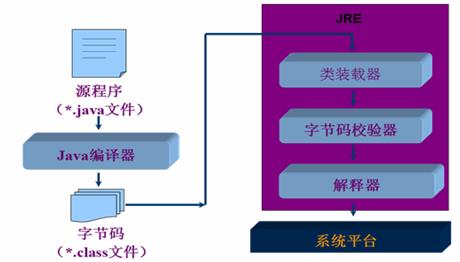 源程序
（*.java文件）
Java编译器
字节码
（*.class文件）
JRE
类装载器
字节码校验器
解释器
系统平台